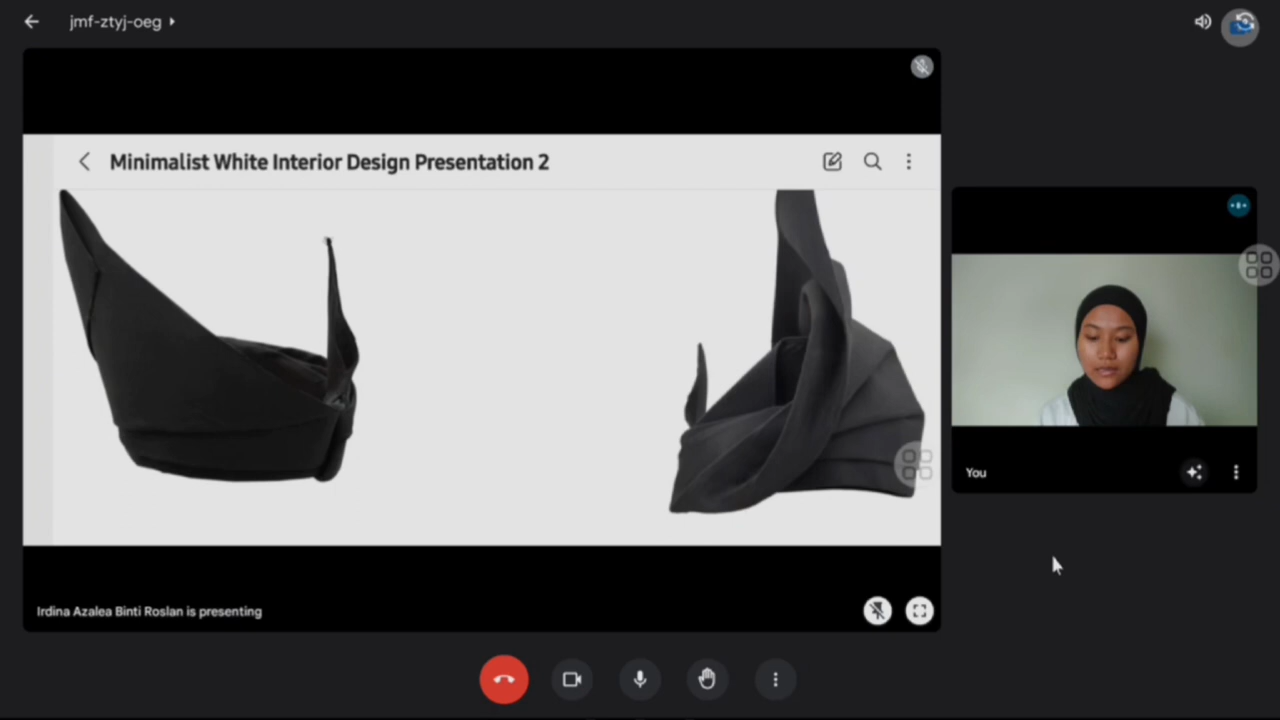 jmf-ztyj-oeg
Minimalist White Interior Design Presentation 2
You
Irdina Azalea Binti Roslan is presenting